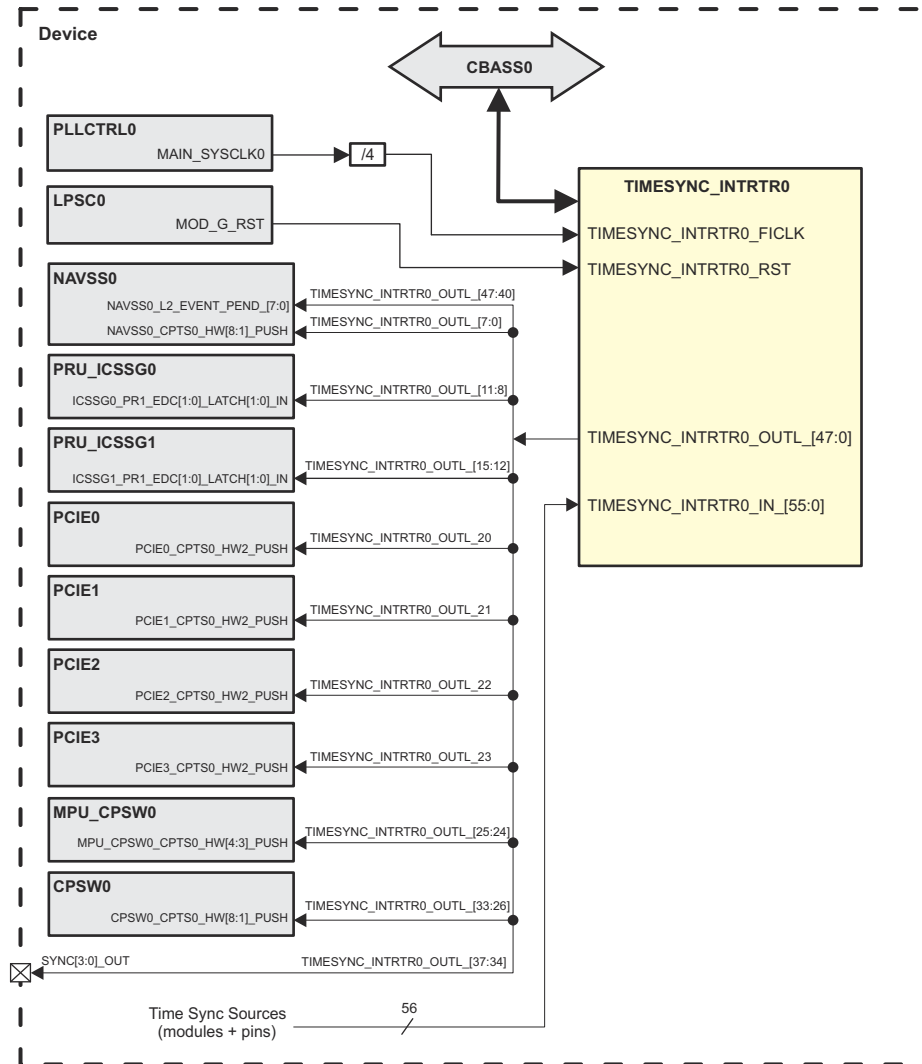 Device
CBASS0
PLLCTRL0
MAIN_SYSCLK0
/4
LPSC0
MOD_G_RST
TIMESYNC_INTRTR0
TIMESYNC_INTRTR0_FICLK
TIMESYNC_INTRTR0_RST
TIMESYNC_INTRTR0_OUTL_[47:0]
TIMESYNC_INTRTR0_IN_[55:0]
NAVSS0
NAVSS0_L2_EVENT_PEND_[7:0]
TIMESYNC_INTRTR0_OUTL_[47:40]
NAVSS0_CPTS0_HW[8:1]_PUSH
TIMESYNC_INTRTR0_OUTL_[7:0]
PRU_ICSSG0
ICSSG0_PR1_EDC[1:0]_LATCH[1:0]_IN
TIMESYNC_INTRTR0_OUTL_[11:8]
PRU_ICSSG1
ICSSG1_PR1_EDC[1:0]_LATCH[1:0]_IN
TIMESYNC_INTRTR0_OUTL_[15:12]
PCIE0
PCIE0_CPTS0_HW2_PUSH
TIMESYNC_INTRTR0_OUTL_20
PCIE1
PCIE1_CPTS0_HW2_PUSH
TIMESYNC_INTRTR0_OUTL_21
PCIE2
PCIE2_CPTS0_HW2_PUSH
TIMESYNC_INTRTR0_OUTL_22
PCIE3
PCIE3_CPTS0_HW2_PUSH
TIMESYNC_INTRTR0_OUTL_23
MPU_CPSW0
MPU_CPSW0_CPTS0_HW[4:3]_PUSH
TIMESYNC_INTRTR0_OUTL_[25:24]
CPSW0
CPSW0_CPTS0_HW[8:1]_PUSH
TIMESYNC_INTRTR0_OUTL_[33:26]
SYNC[3:0]_OUT
TIMESYNC_INTRTR0_OUTL_[37:34]
Time Sync Sources
(modules + pins)
56